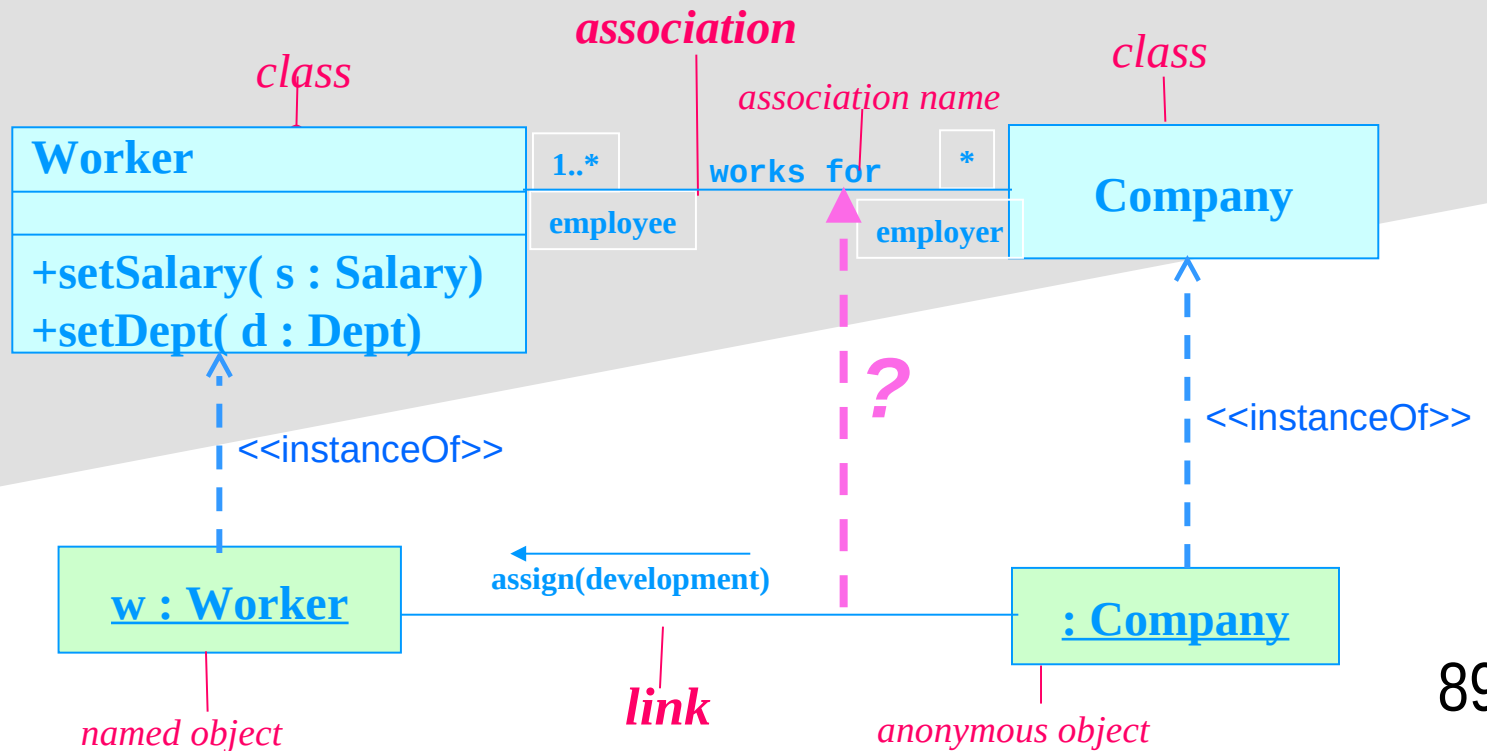 association
class
class
association name
Worker
1..*
works for
*
Company
employee
employer
+setSalary( s : Salary)
+setDept( d : Dept)
?
<<instanceOf>>
<<instanceOf>>
assign(development)
w : Worker
: Company
link
named object
anonymous object
89